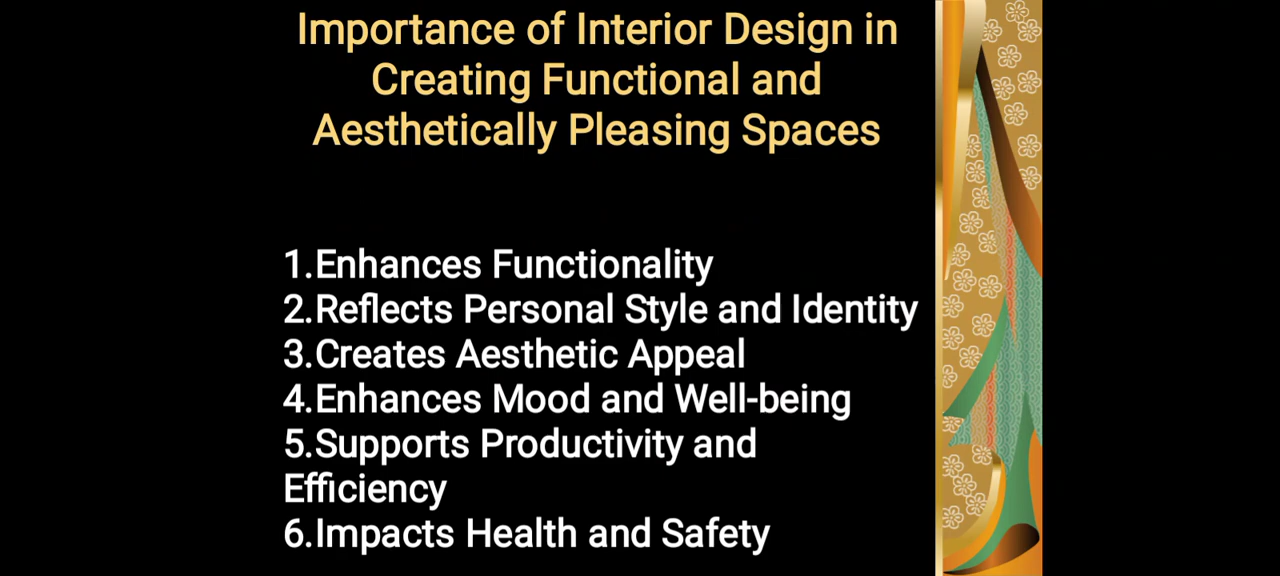 Importance of Interior Design in
Creating Functional and
Aesthetically Pleasing Spaces
1.Enhances Functionality
2.Reflects Personal Style and Identity
3.Creates Aesthetic Appeal
4.Enhances Mood and Well-being
5.Supports Productivity and
Efficiency
6.Impacts Health and Safety